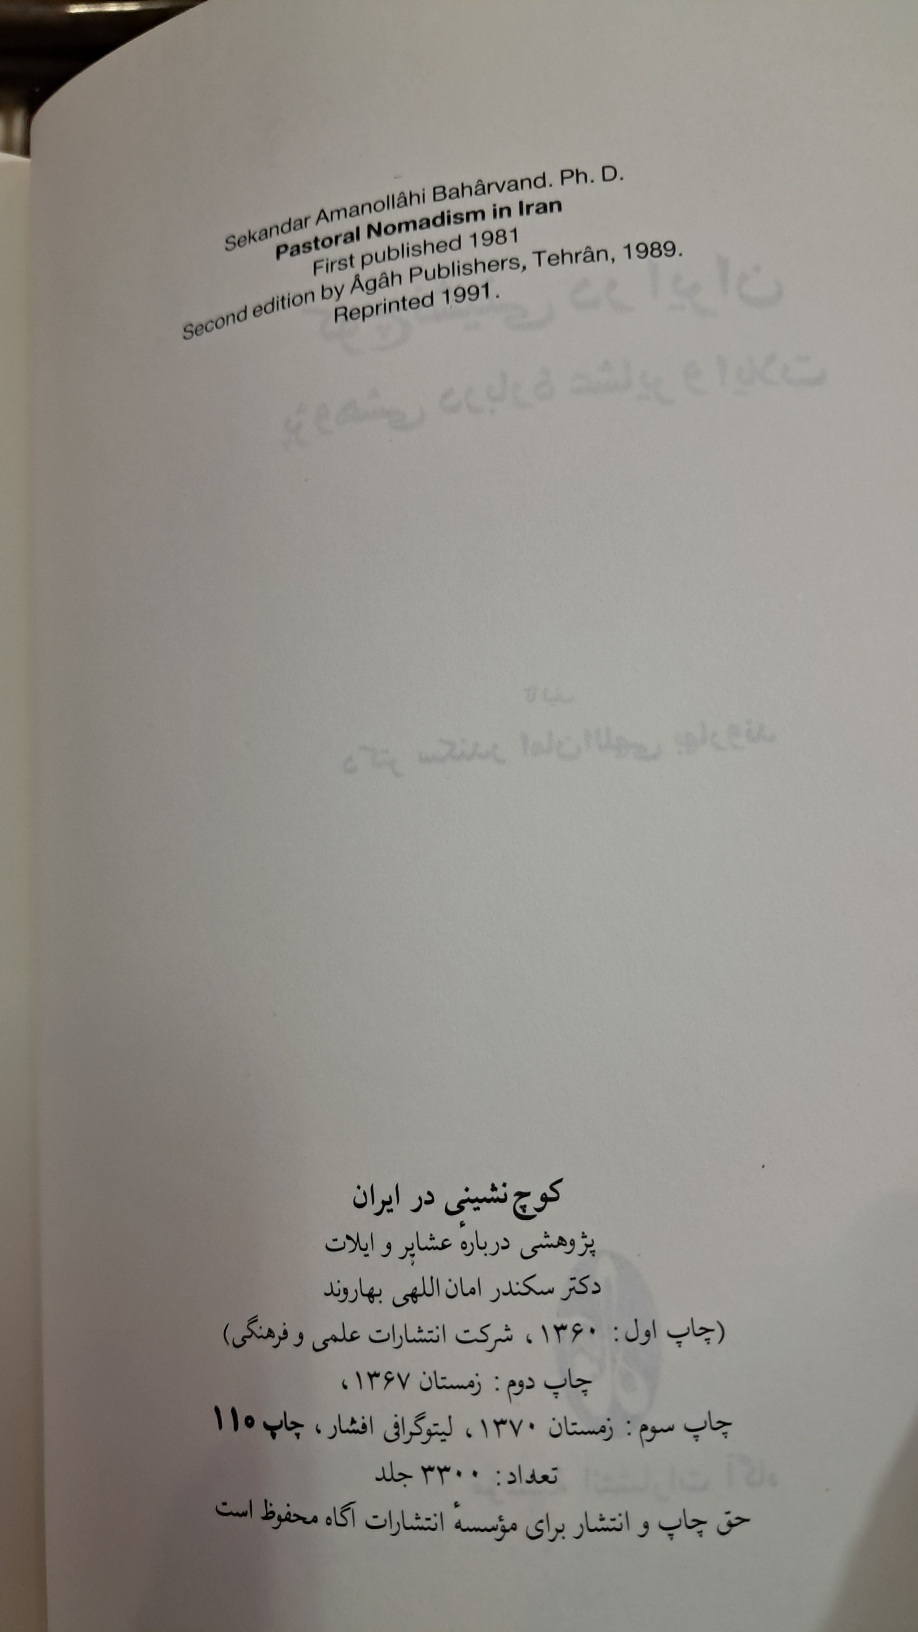 Sekandar Amanollâhi Bahârvand. Ph. D.
Pastoral Nomadism in Iran
First published 1981
Second edition by Âgâh Publishers, Tehrân, 1989.
Reprinted 1991.
کوچ‌نشینی در ایران
پژوهشی دربارهٔ عشایر و ایلات
دکتر سکندر امان‌اللهی بهاروند
(چاپ اول: ۱۳۶۰، شرکت انتشارات علمی و فرهنگی)
چاپ دوم: زمستان ۱۳۶۷،
چاپ سوم: زمستان ۱۳۷۰، لیتوگرافی افشار، چاپ ۱۱۰
تعداد: ۳۳۰۰ جلد
حق چاپ و انتشار برای مؤسسهٔ انتشارات آگاه محفوظ است